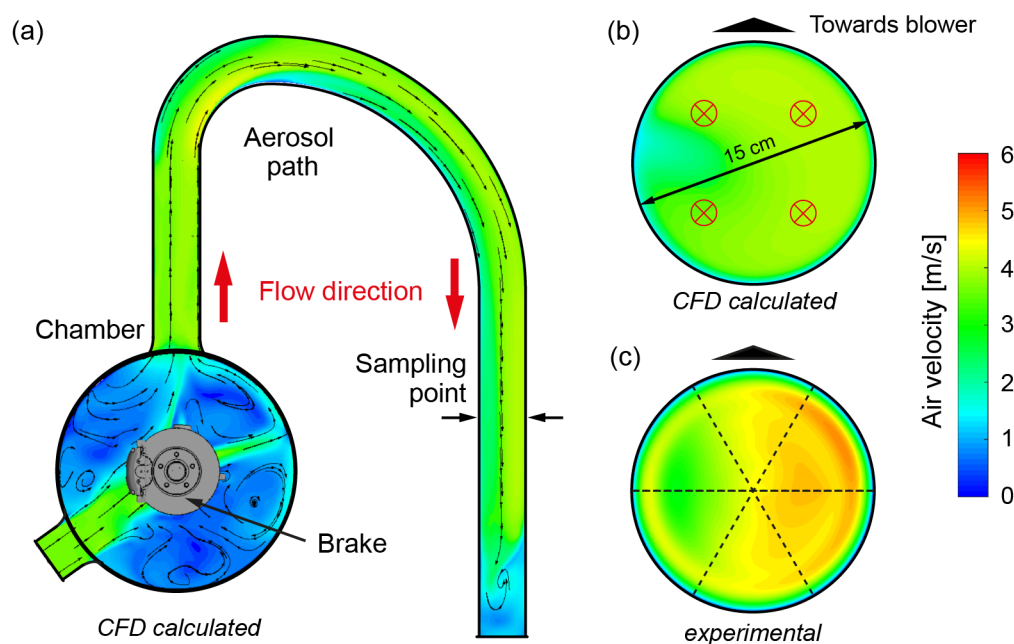 (a)
Aerosol
path
Flow direction
Chamber
Sampling
point
Brake
CFD calculated
(b)
Towards blower
15 cm
CFD calculated
(c)
experimental
Air velocity [m/s]
6
5
4
3
2
1
0